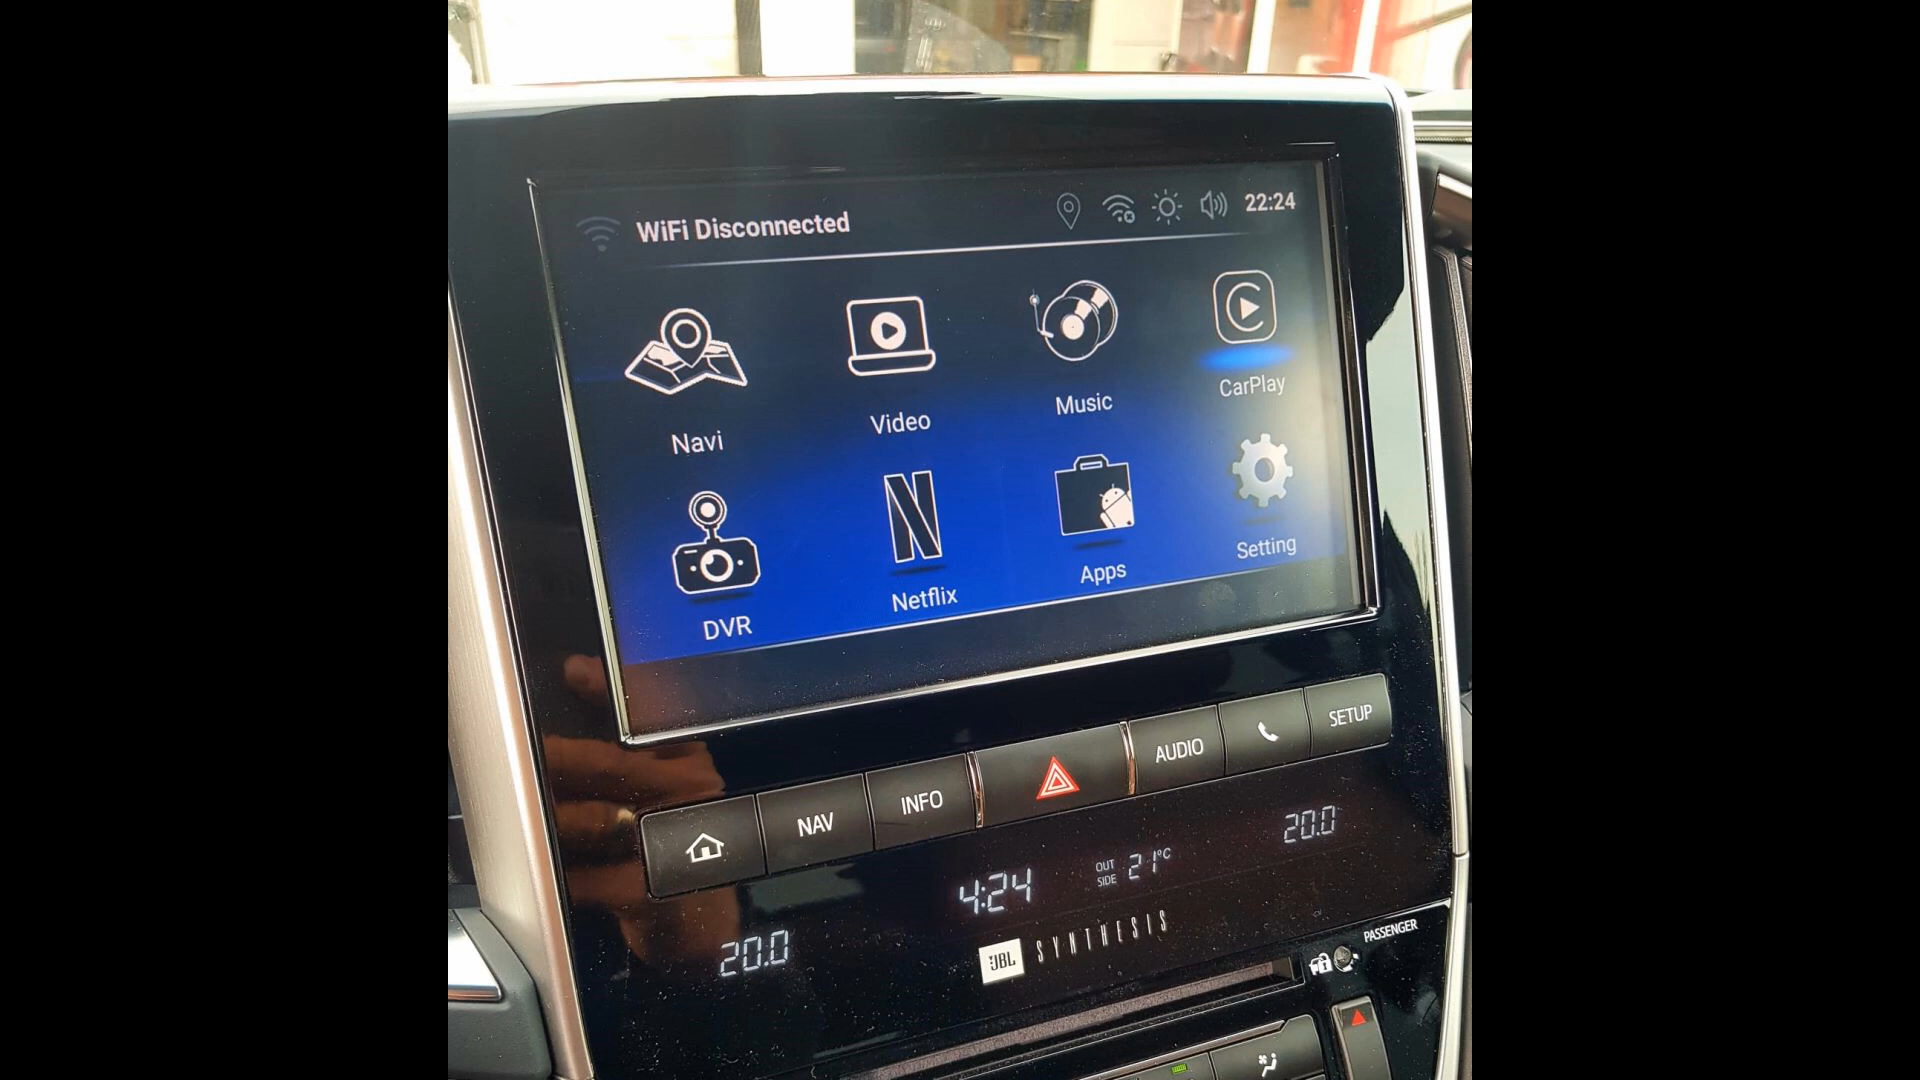 WiFi Disconnected
22:24
Navi
Video
Music
CarPlay
DVR
Netflix
Apps
Setting
NAV
INFO
AUDIO
SETUP
20.0
4:24
OUT SIDE 21°C
20.0
JBL SYNTHESIS
PASSENGER